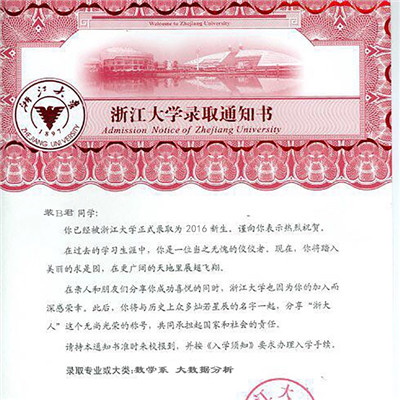 Welcome to Zhejiang University
浙江大学
1897
ZHEJIANG UNIVERSITY
浙江大学录取通知书
Admission Notice of Zhejiang University
同学:
你已经被浙江大学正式录取为2016新生。谨向你表示热烈祝贺。
在过去的学习生涯中,你是一位当之无愧的佼佼者。现在,你将踏入
美丽的求是园,在更广阔的天地里展翅飞翔。
在亲人和朋友们分享你成功喜悦的同时,浙江大学也因为你的加入而
深感荣幸。此后,你将与历史上众多灿若星辰的名字一起,分享“浙大
人”这个无尚光荣的称号,共同承担起国家和社会的责任。
请持本通知书准时来校报到,并按《入学须知》要求办理入学手续。
录取专业或大类:数学系 大数据分析
江大